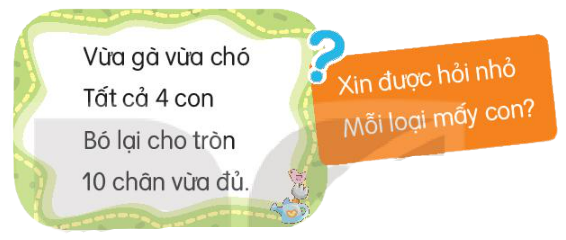 Vừa gà vừa chó
Tất cả 4 con
Bó lại cho tròn
10 chân vừa đủ.
?
Xin được hỏi nhỏ
Mỗi loại mấy con?